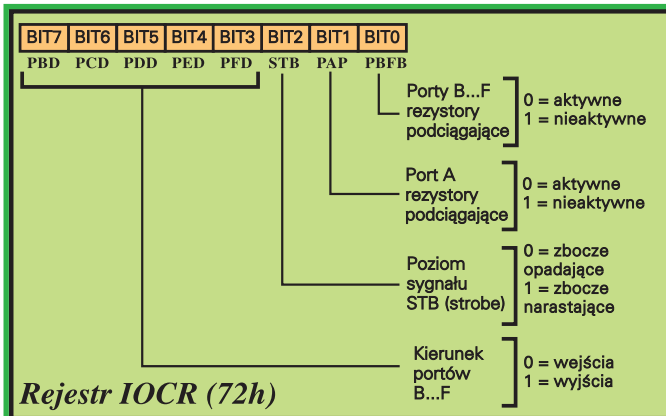 BIT7 BIT6 BIT5 BIT4 BIT3 BIT2 BIT1 BIT0
PBD PCD PDD PED PFD STB PAP PBFB
Porty B...F
rezystory
podciągające
0 = aktywne
1 = nieaktywne
Port A
rezystory
podciągające
0 = aktywne
1 = nieaktywne
Poziom
sygnału
STB (strobe)
0 = zbocze
opadające
1 = zbocze
narastające
Kierunek
portów
B...F
0 = wejścia
1 = wyjścia
Rejestr IOCR (72h)